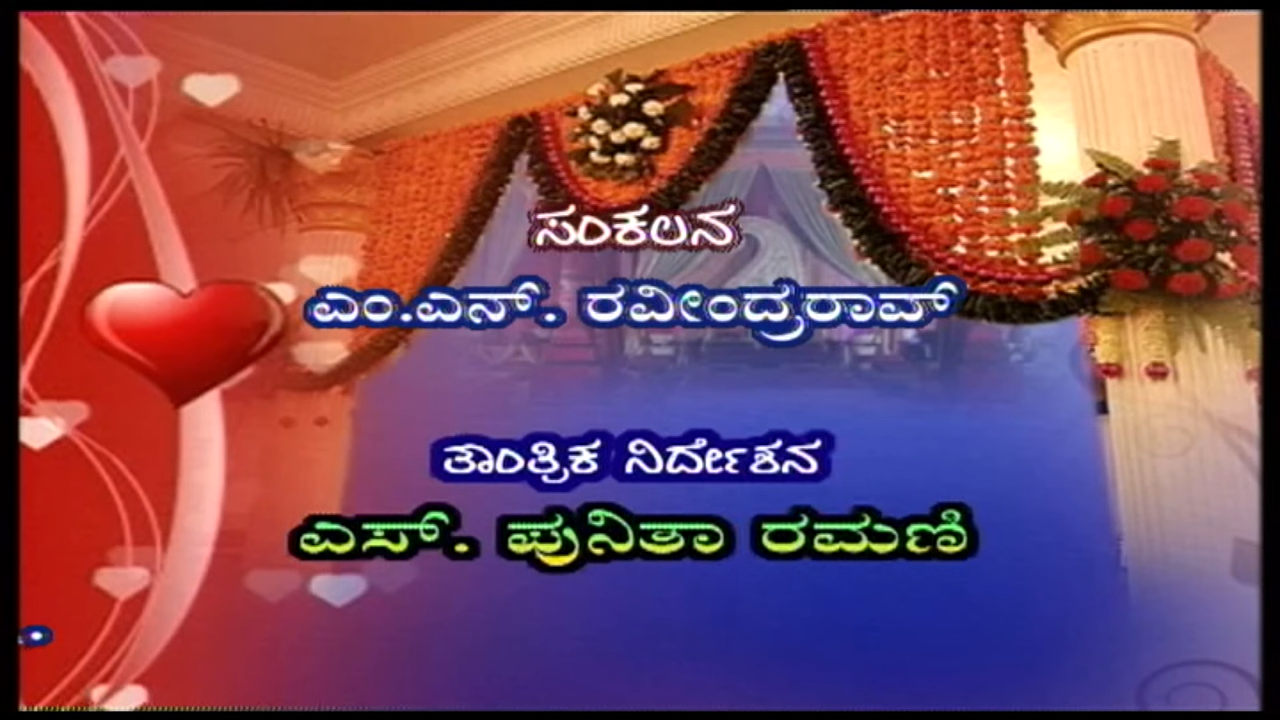 ಸಂಕಲನ
ಎಂ.ಎನ್. ರವೀಂದ್ರರಾವ್
ತಾಂತ್ರಿಕ ನಿರ್ದೇಶನ
ಎಸ್. ಪುನಿತಾ ರಮಣಿ